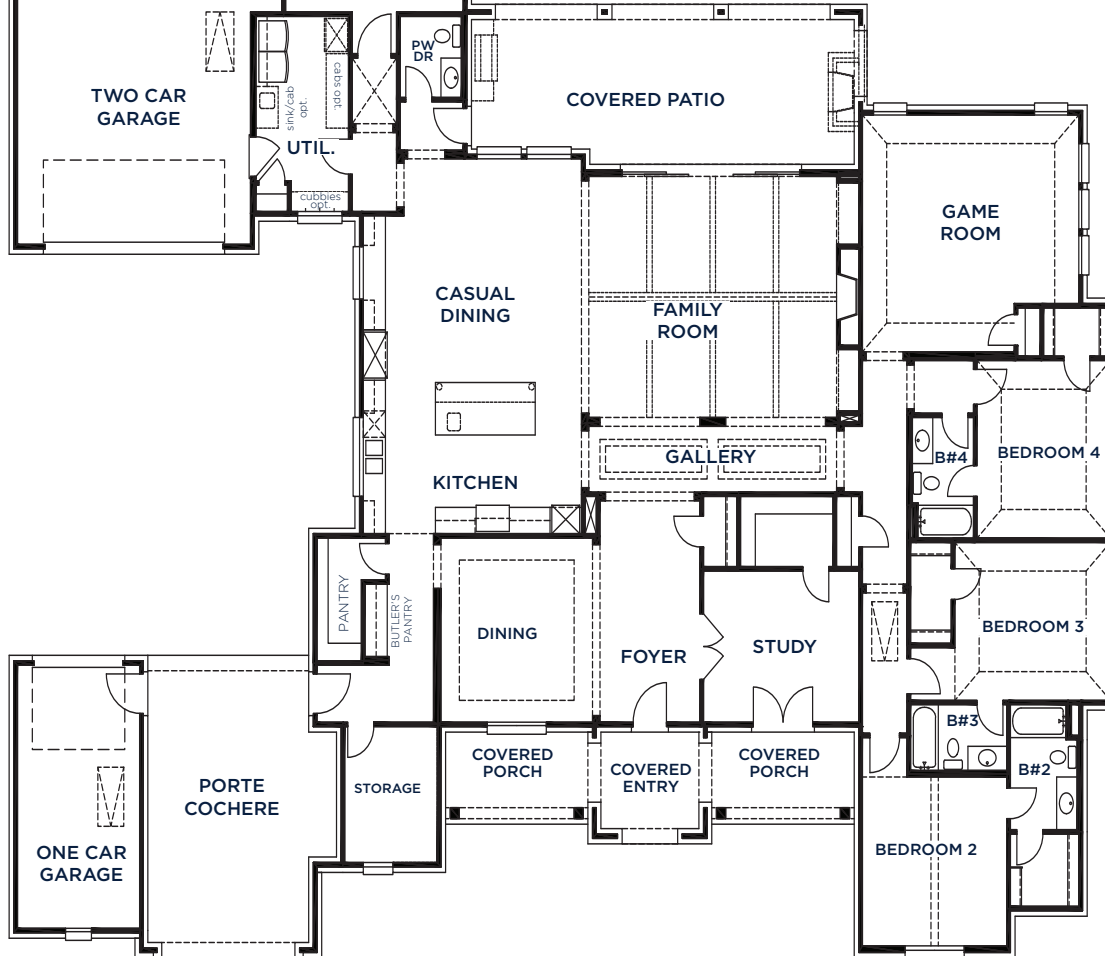 PW
DR
TWO CAR
GARAGE
sink/cab
opt.
cabs opt.
UTIL.
cubbies
opt.
COVERED PATIO
GAME
ROOM
CASUAL
DINING
FAMILY
ROOM
GALLERY
KITCHEN
B#4
BEDROOM 4
PANTRY
BUTLER'S
PANTRY
DINING
FOYER
STUDY
BEDROOM 3
B#3
B#2
COVERED
PORCH
COVERED
ENTRY
COVERED
PORCH
STORAGE
PORTE
COCHERE
ONE CAR
GARAGE
BEDROOM 2